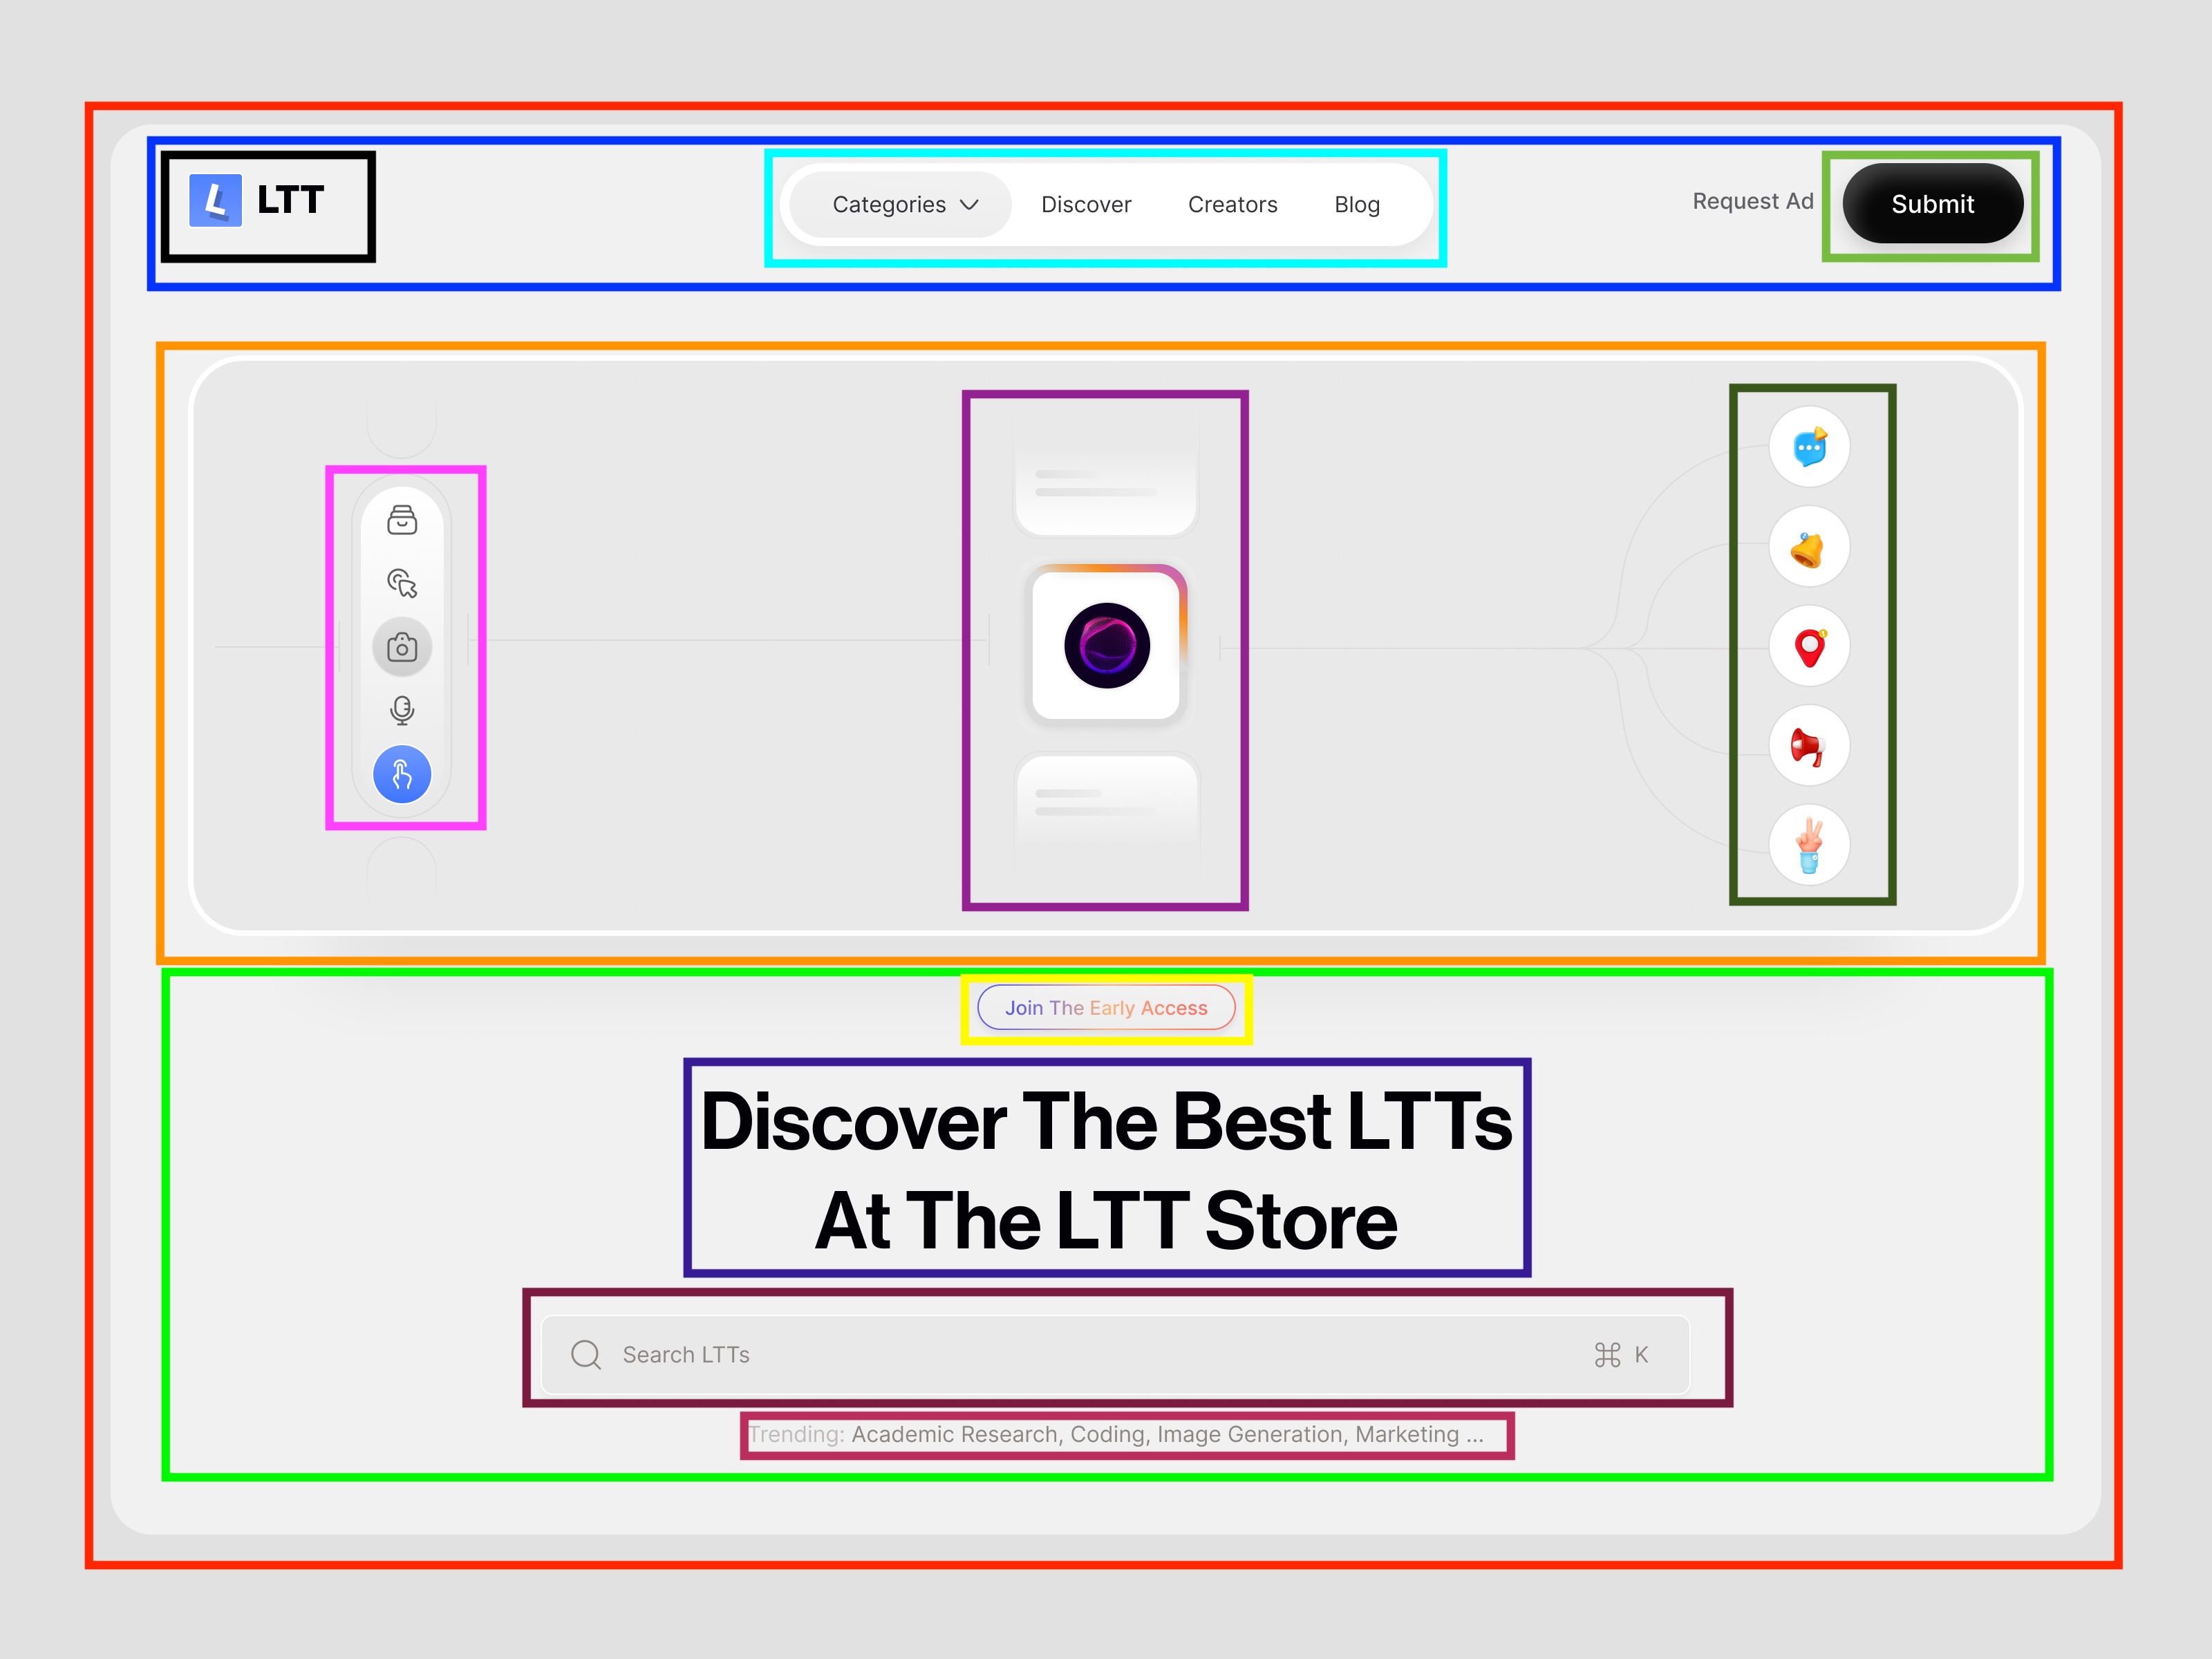 LTT
Categories
Discover
Creators
Blog
Request Ad
Submit
Join The Early Access
Discover The Best LTTs
At The LTT Store
Search LTTs
⌘ K
Trending: Academic Research, Coding, Image Generation, Marketing ...